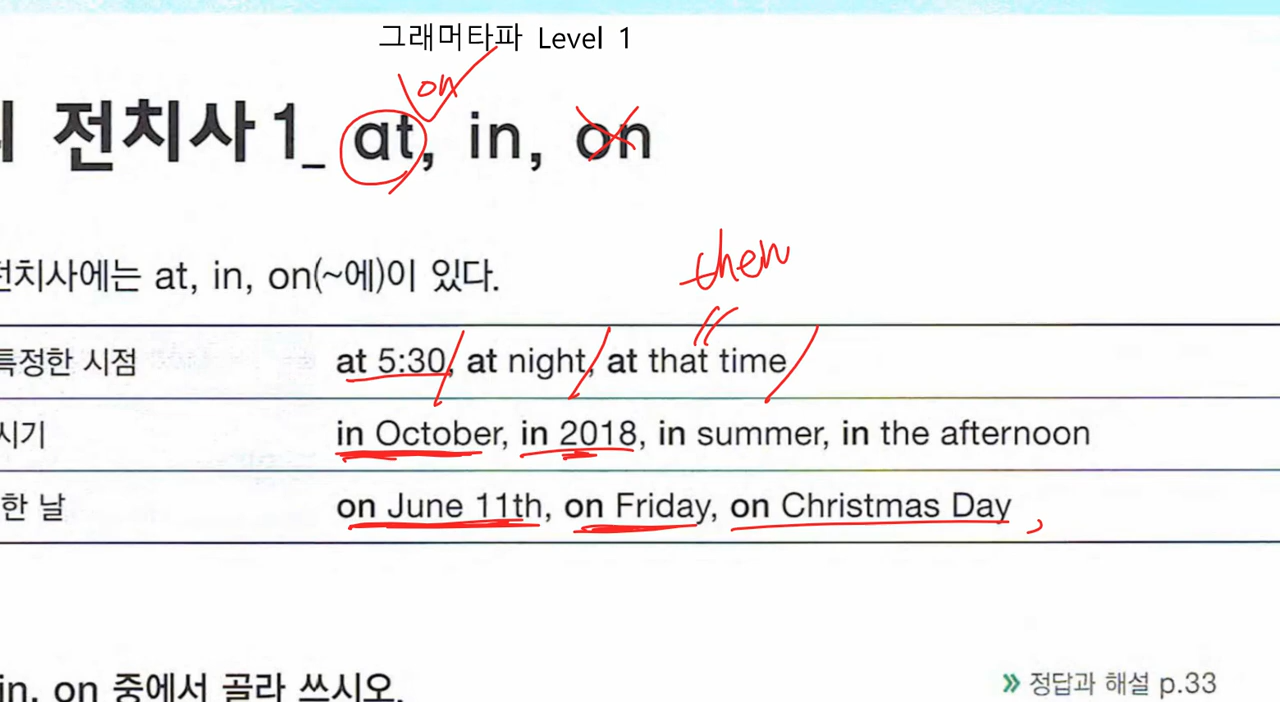 그래머타파 Level 1
on
전치사1_ at, in, on
then
전치사에는 at, in, on(~에)이 있다.
특정한 시점 at 5:30, at night, at that time
시기 in October, in 2018, in summer, in the afternoon
한 날 on June 11th, on Friday, on Christmas Day
in, on 중에서 골라 쓰시오.
정답과 해설 p.33